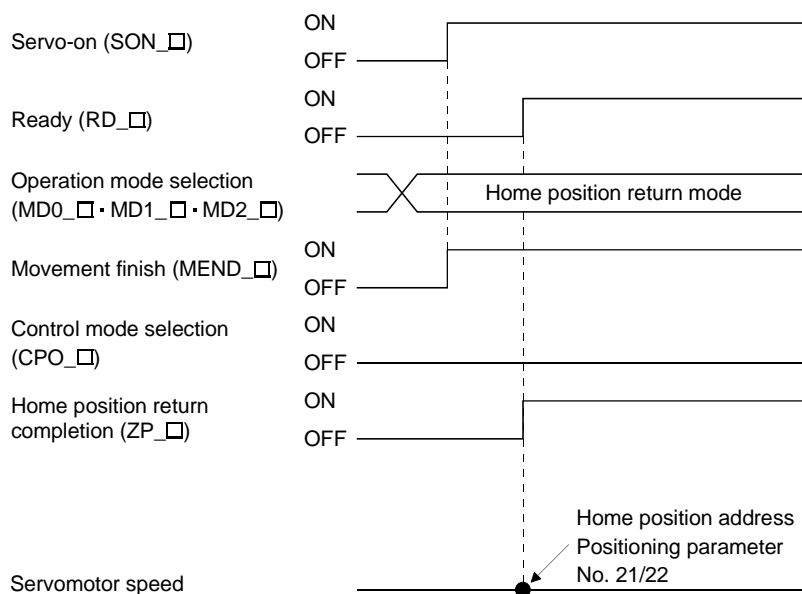 Servo-on (SON_□)
ON
OFF
Ready (RD_□)
ON
OFF
Operation mode selection
(MD0_□・MD1_□・MD2_□)
Home position return mode
Movement finish (MEND_□)
ON
OFF
Control mode selection
(CPO_□)
ON
OFF
Home position return
completion (ZP_□)
ON
OFF
Home position address
Positioning parameter
No. 21/22
Servomotor speed